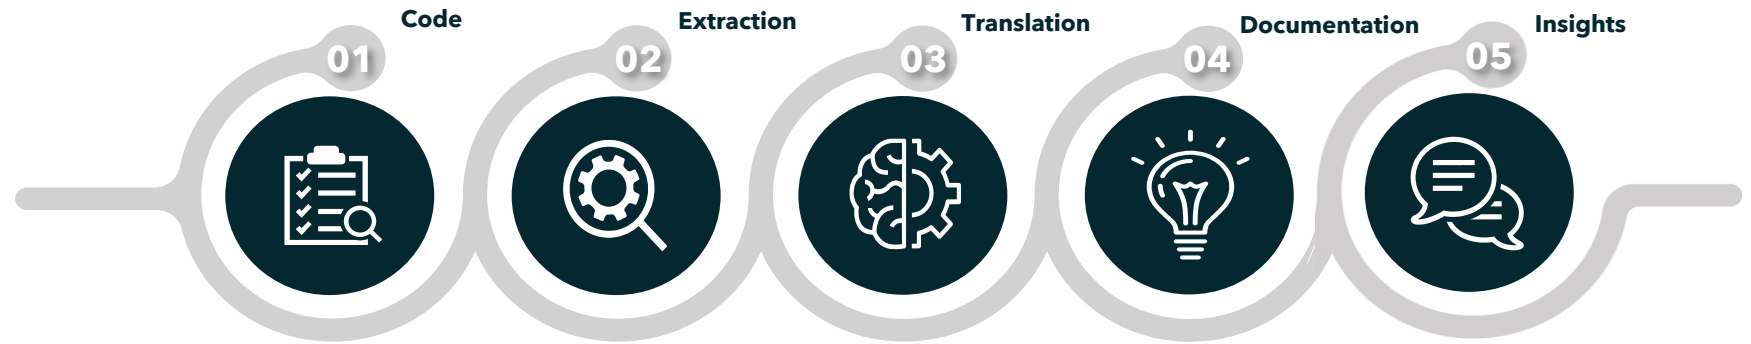 01 Code
02 Extraction
03 Translation
04 Documentation
05 Insights